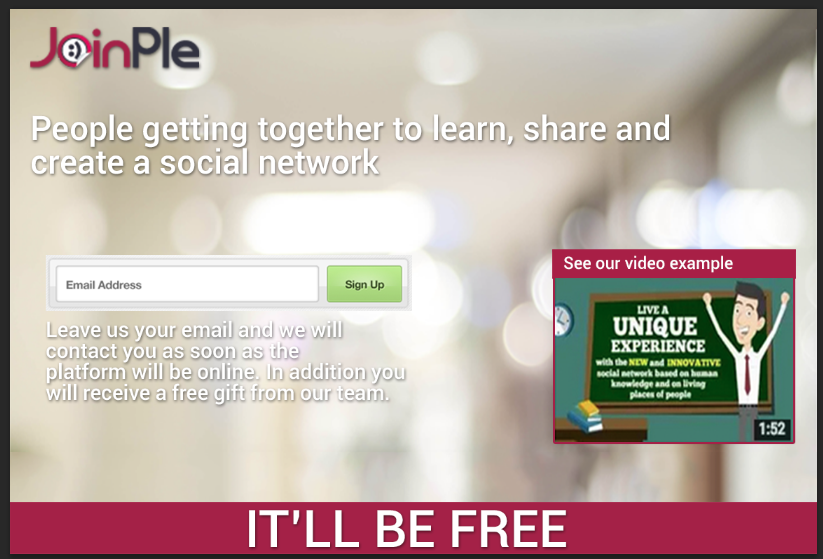 JoinPle
People getting together to learn, share and
create a social network
Email Address
Sign Up
Leave us your email and we will
contact you as soon as the
platform will be online. In addition you
will receive a free gift from our team.
See our video example
LIVE A
UNIQUE
EXPERIENCE
with the NEW and INNOVATIVE
social network based on human
knowledge and on living
places of people
1:52
IT'LL BE FREE